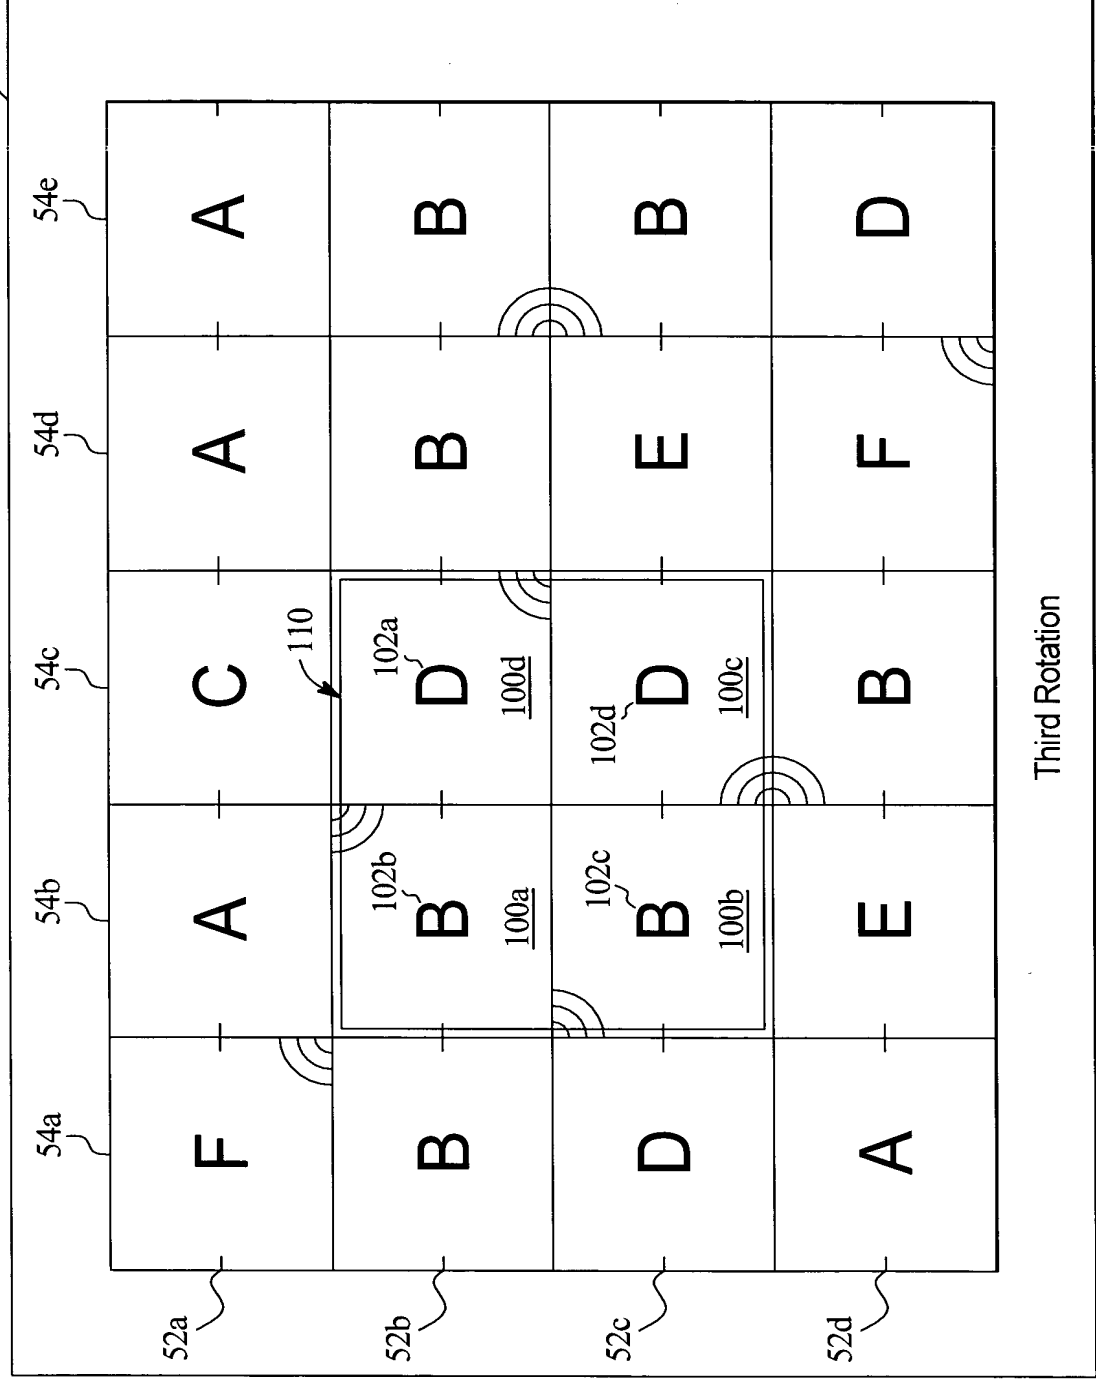 54a 54b 54c 54d 54e
52a F A C A A
110
102b 102a
52b B B D B B
100a 100d
102c 102d
52c D B D E B
100b 100c
52d A E B F D
Third Rotation